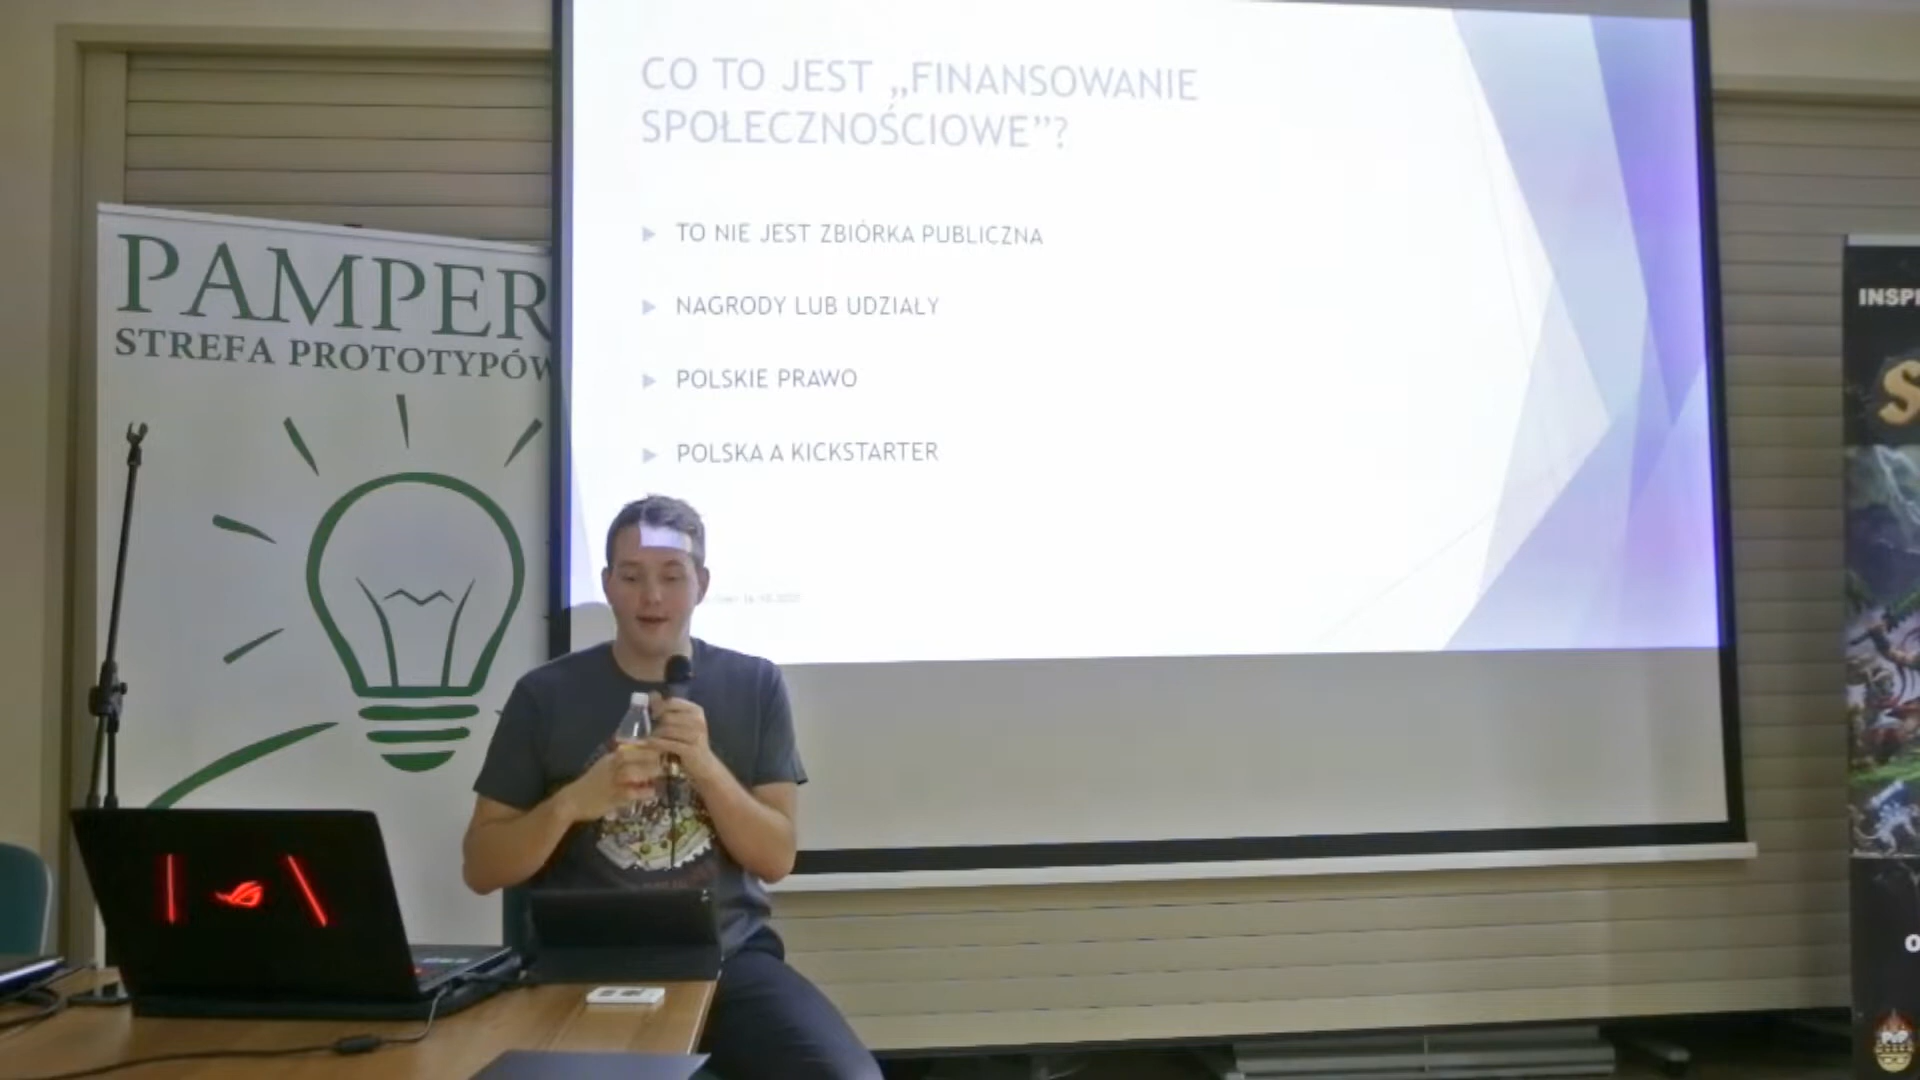 CO TO JEST „FINANSOWANIE
SPOŁECZNOŚCIOWE”?
TO NIE JEST ZBIÓRKA PUBLICZNA
NAGRODY LUB UDZIAŁY
POLSKIE PRAWO
POLSKA A KICKSTARTER
PAMPER
STREFA PROTOTYPÓW
INSPI
S
O